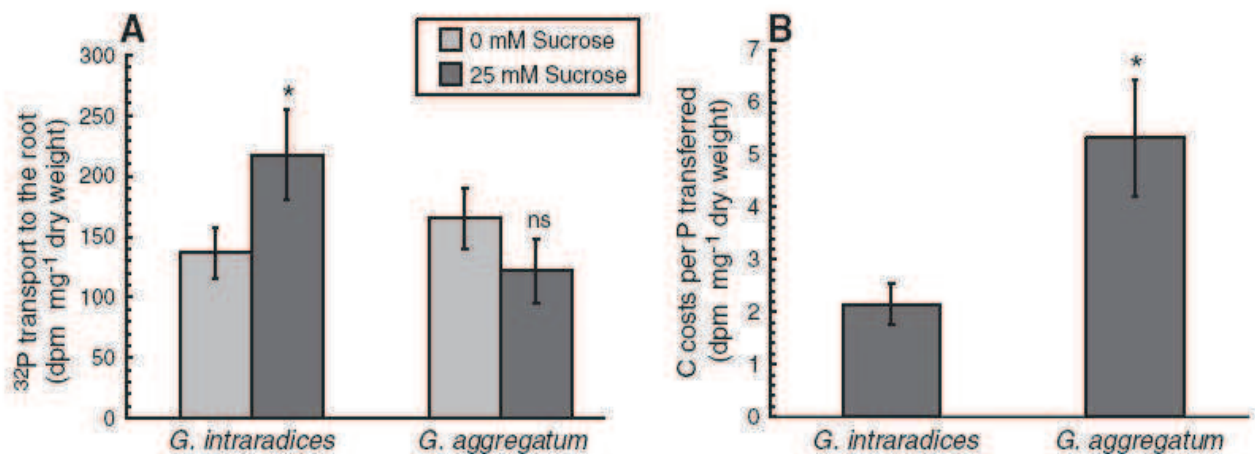 A
0 mM Sucrose
25 mM Sucrose
³²P transport to the root
(dpm mg⁻¹ dry weight)
300
250
200
150
100
50
0
*
ns
G. intraradices
G. aggregatum
B
C costs per P transferred
(dpm mg⁻¹ dry weight)
7
6
5
4
3
2
1
0
*
G. intraradices
G. aggregatum